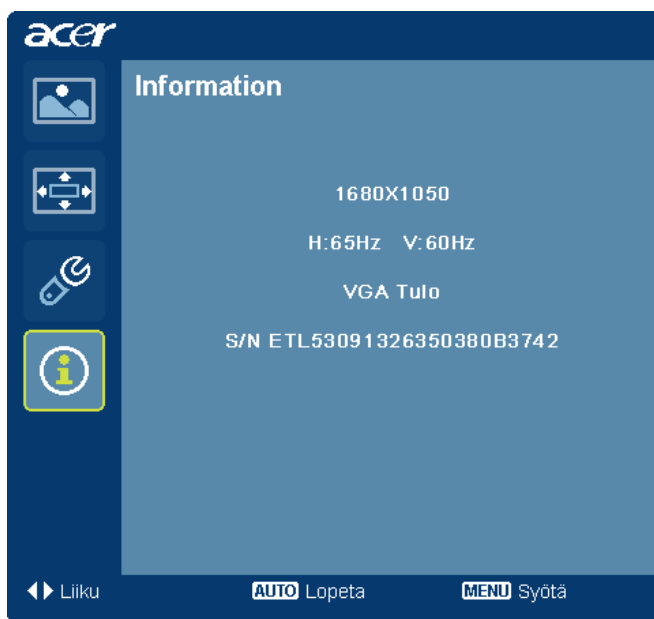 acer
Information
1680X1050
H:65Hz V:60Hz
VGA Tulo
S/N ETL53091326350380B3742
Liiku AUTO Lopeta MENU Syötä